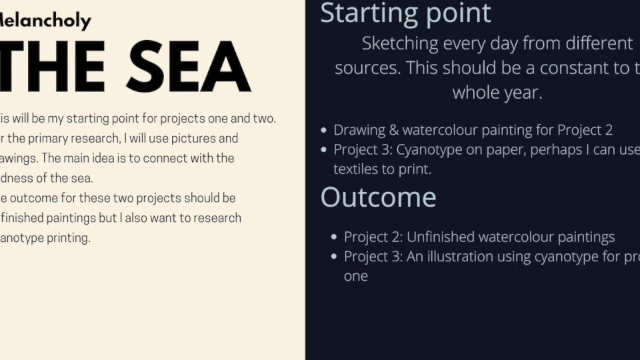 Melancholy
THE SEA
is will be my starting point for projects one and two.
r the primary research, I will use pictures and
awings. The main idea is to connect with the
dness of the sea.
e outcome for these two projects should be
finished paintings but I also want to research
anotype printing.
Starting point
Sketching every day from different
sources. This should be a constant to t
whole year.
• Drawing & watercolour painting for Project 2
• Project 3: Cyanotype on paper, perhaps I can use
textiles to print.
Outcome
• Project 2: Unfinished watercolour paintings
• Project 3: An illustration using cyanotype for pro
one